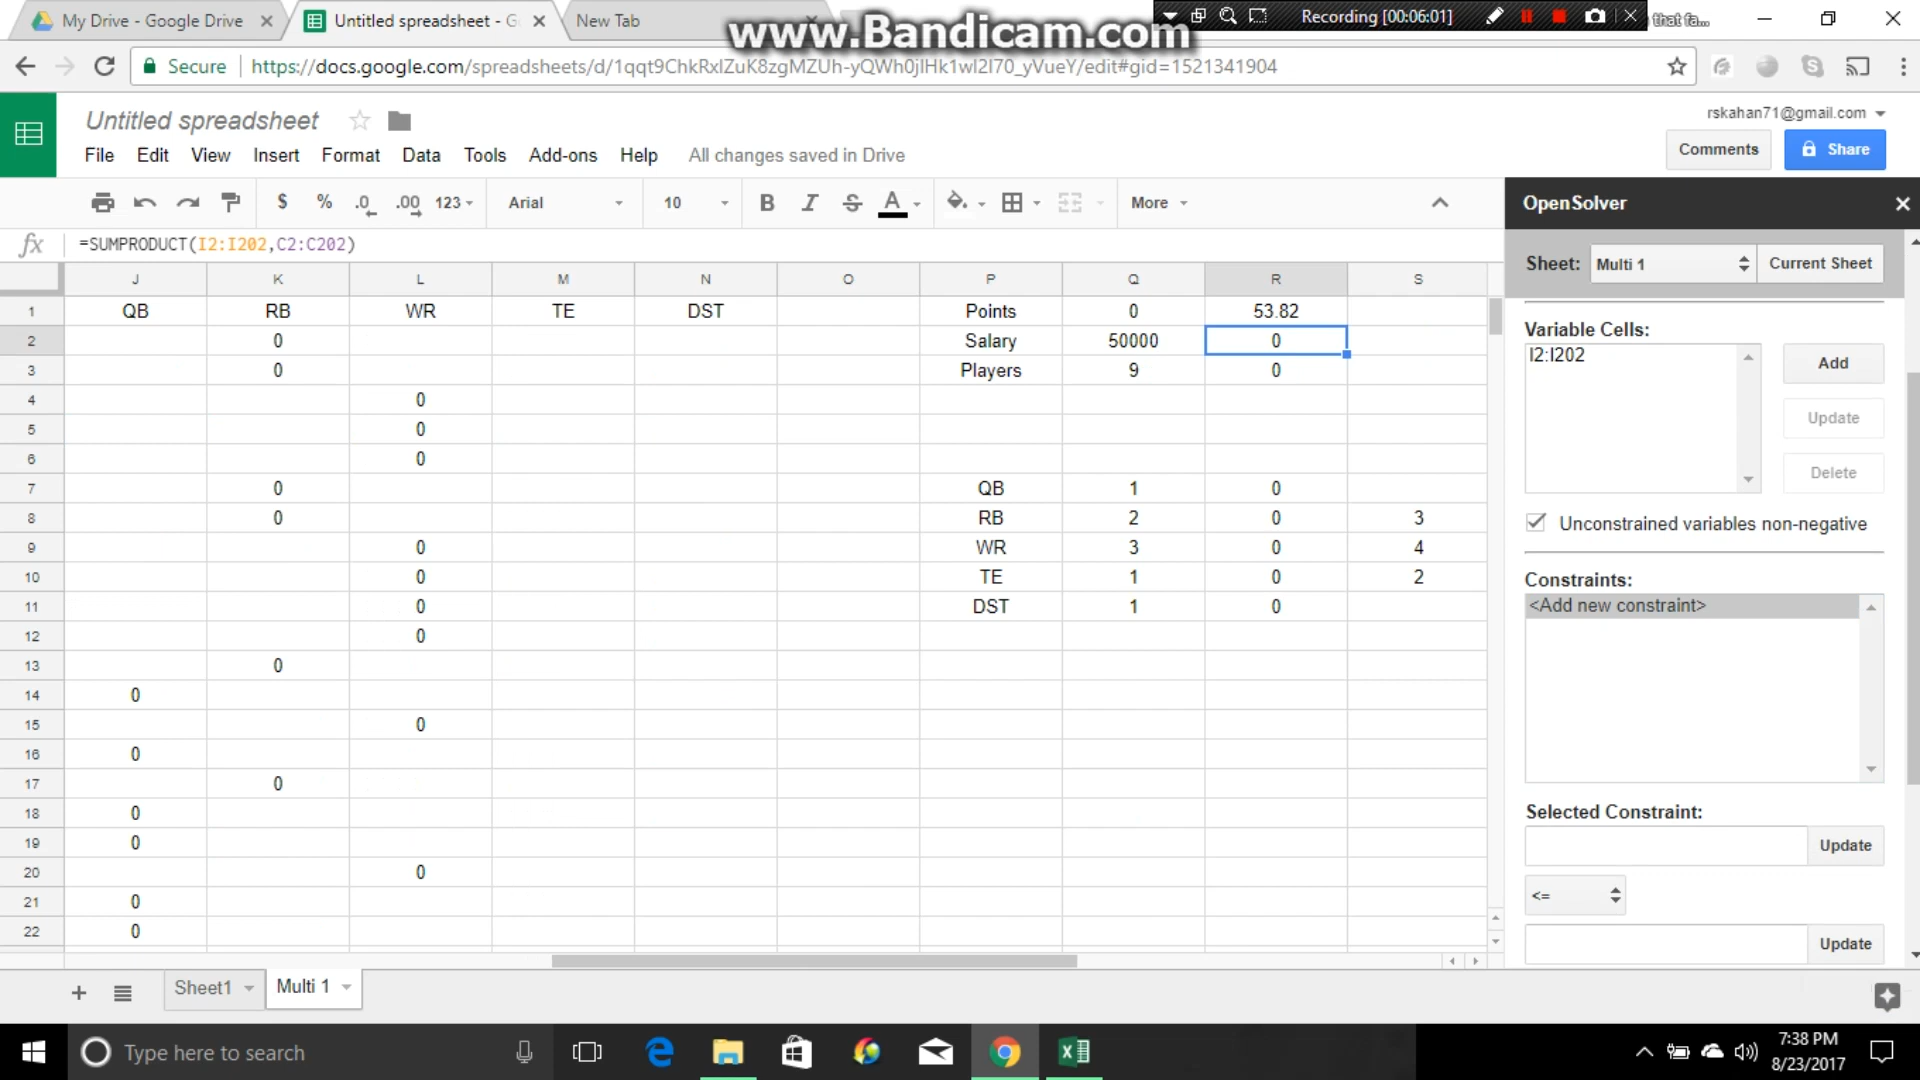 My Drive - Google Drive
Untitled spreadsheet - G
New Tab
www.Bandicam.com
Recording [00:06:01]
that fa...
Secure
https://docs.google.com/spreadsheets/d/1qqt9ChkRxlZuK8zgMZUh-yQWh0jlHk1wl2I70_yVueY/edit#gid=1521341904
Untitled spreadsheet
rskahan71@gmail.com
File Edit View Insert Format Data Tools Add-ons Help All changes saved in Drive
Comments
Share
$ % .0 .00 123 Arial 10 B I S A More
OpenSolver
fx =SUMPRODUCT(I2:I202,C2:C202)
Sheet: Multi 1 Current Sheet
J K L M N O P Q R S
1 QB RB WR TE DST Points 0 53.82
2 0 Salary 50000 0
3 0 Players 9 0
4 0
5 0
6 0
7 0 QB 1 0
8 0 RB 2 0 3
9 0 WR 3 0 4
10 0 TE 1 0 2
11 0 DST 1 0
12 0
13 0
14 0
15 0
16 0
17 0
18 0
19 0
20 0
21 0
22 0
Variable Cells:
I2:I202
Add
Update
Delete
Unconstrained variables non-negative
Constraints:
<Add new constraint>
Selected Constraint:
Update
<=
Update
Sheet1 Multi 1
Type here to search
7:38 PM
8/23/2017